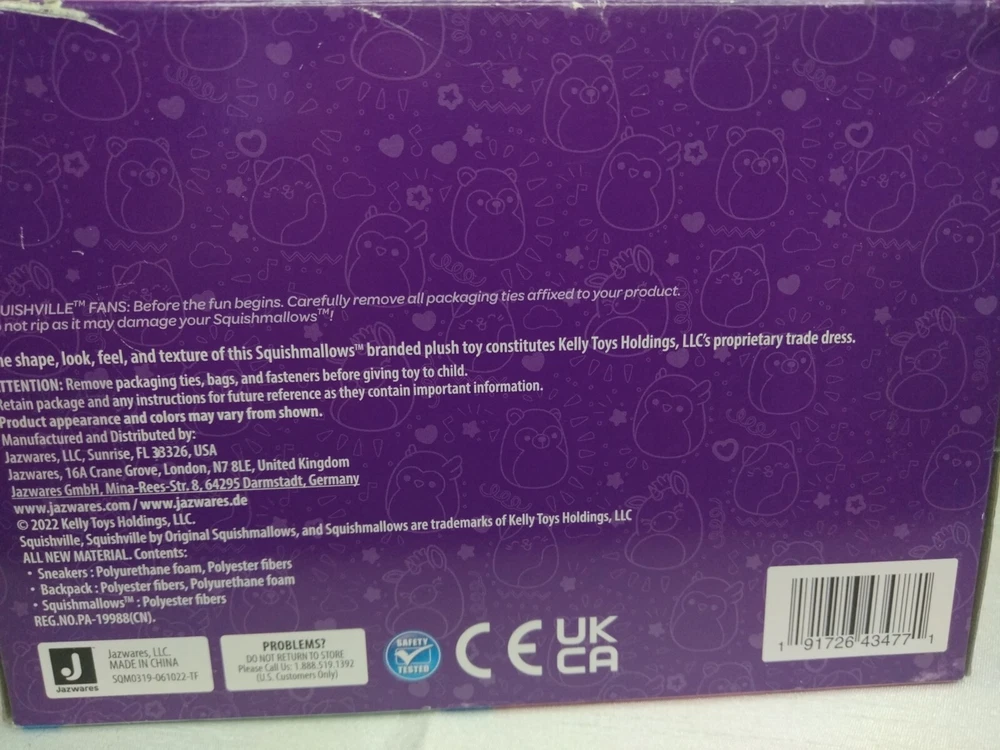 UISHVILLE™ FANS: Before the fun begins. Carefully remove all packaging ties affixed to your product.
not rip as it may damage your Squishmallows™!
he shape, look, feel, and texture of this Squishmallows™ branded plush toy constitutes Kelly Toys Holdings, LLC's proprietary trade dress.
TTENTION: Remove packaging ties, bags, and fasteners before giving toy to child.
Retain package and any instructions for future reference as they contain important information.
Product appearance and colors may vary from shown.
Manufactured and Distributed by:
Jazwares, LLC, Sunrise, FL 33326, USA
Jazwares, 16A Crane Grove, London, N7 8LE, United Kingdom
Jazwares GmbH, Mina-Rees-Str. 8, 64295 Darmstadt, Germany
www.jazwares.com / www.jazwares.de
© 2022 Kelly Toys Holdings, LLC.
Squishville, Squishville by Original Squishmallows, and Squishmallows are trademarks of Kelly Toys Holdings, LLC
ALL NEW MATERIAL. Contents:
• Sneakers : Polyurethane foam, Polyester fibers
• Backpack : Polyester fibers, Polyurethane foam
• Squishmallows™ : Polyester fibers
REG.NO.PA-19988(CN).
J
Jazwares
Jazwares, LLC.
MADE IN CHINA
SQM0319-061022-TF
PROBLEMS?
DO NOT RETURN TO STORE
Please Call Us: 1.888.519.1392
(U.S. Customers Only)
SAFETY
TESTED
CE
UK
CA
1 91726 43477 1